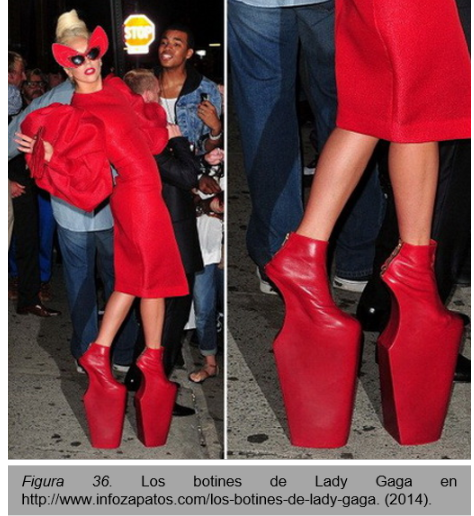 STOP
Figura 36. Los botines de Lady Gaga en
http://www.infozapatos.com/los-botines-de-lady-gaga. (2014).